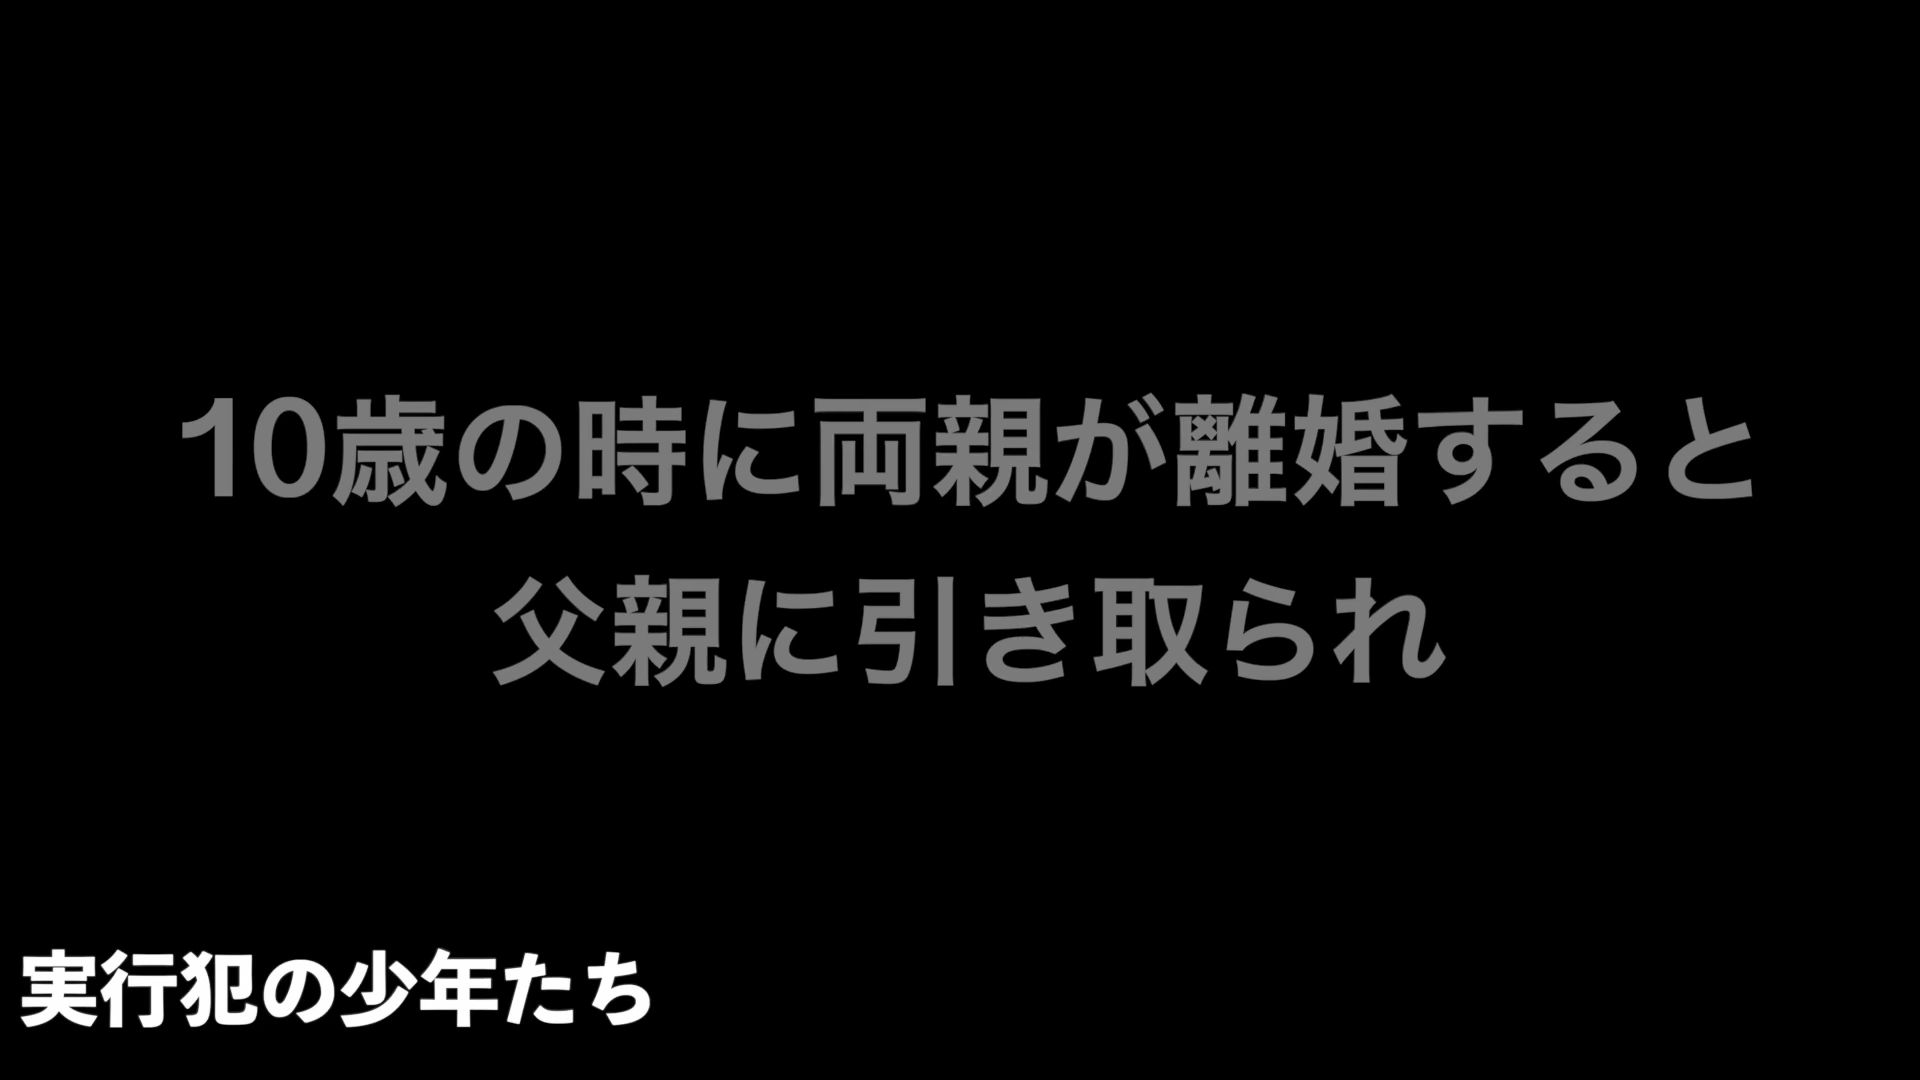 10歳の時に両親が離婚すると
父親に引き取られ
実行犯の少年たち